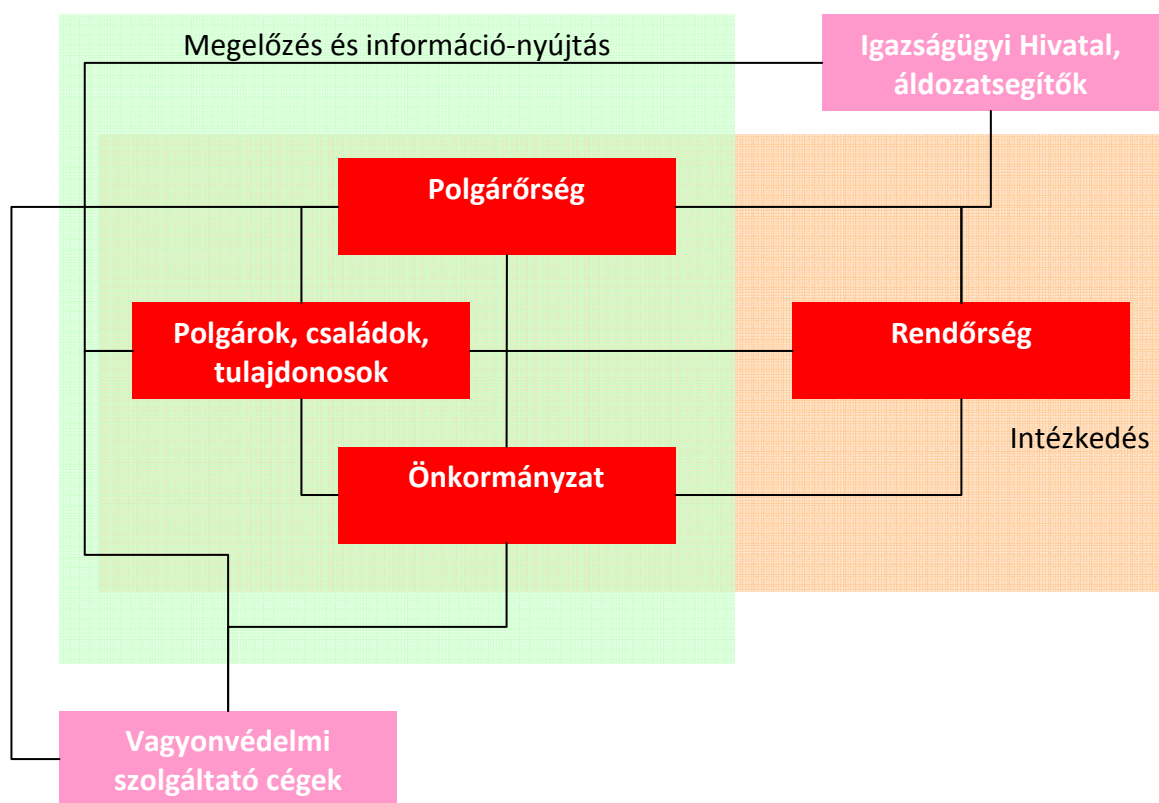 Megelőzés és információ-nyújtás
Igazságügyi Hivatal,
áldozatsegítők
Polgárőrség
Polgárok, családok,
tulajdonosok
Rendőrség
Intézkedés
Önkormányzat
Vagyonvédelmi
szolgáltató cégek